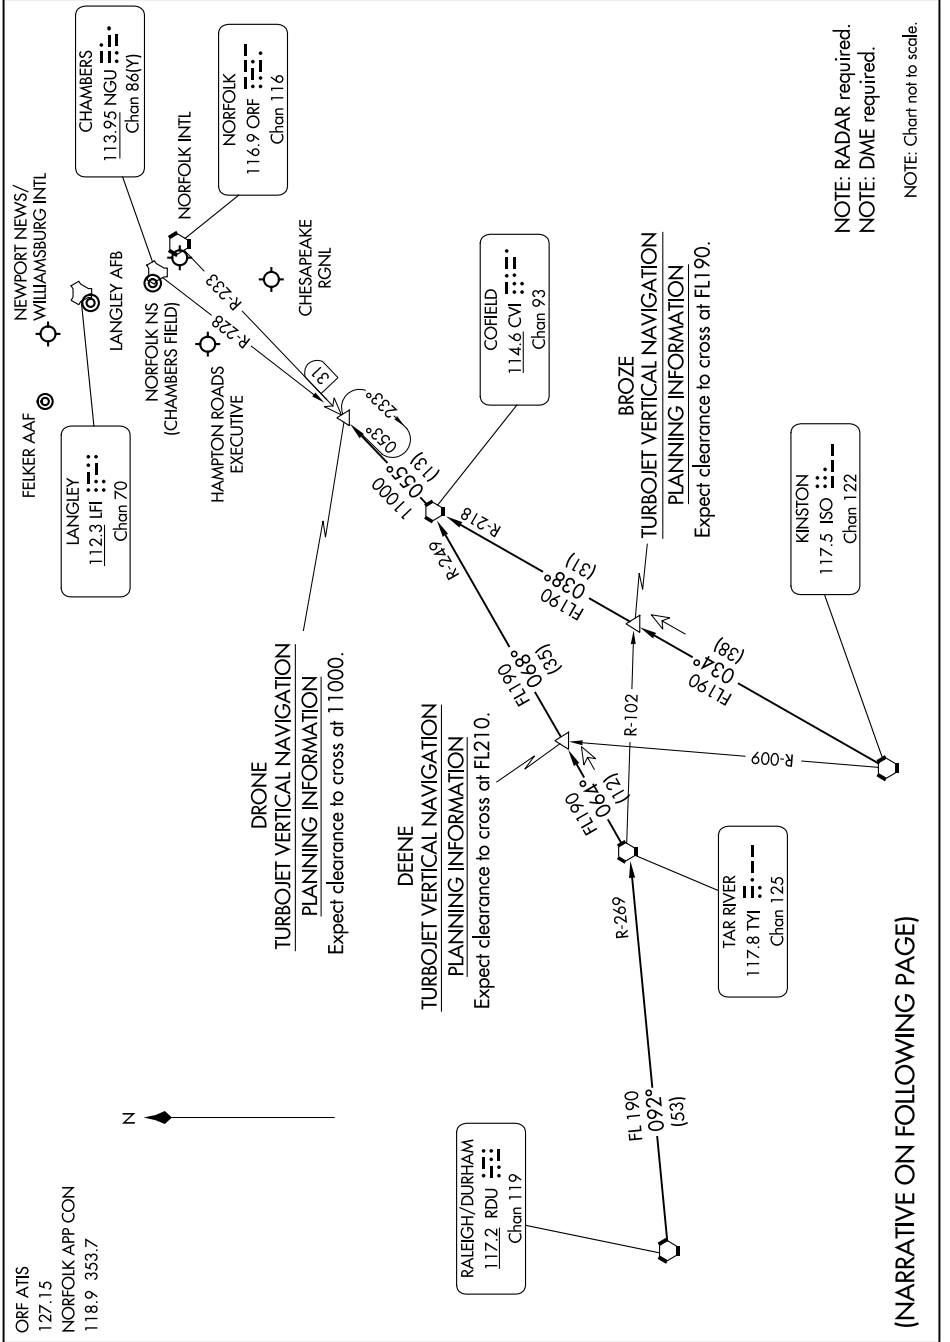 ORF ATIS
127.15
NORFOLK APP CON
118.9 353.7
N
RALEIGH/DURHAM
117.2 RDU
Chan 119
FL 190
092°
(53)
R-269
TAR RIVER
117.8 TYI
Chan 125
FL190
064°
(12)
R-102
R-009
DEENE
TURBOJET VERTICAL NAVIGATION
PLANNING INFORMATION
Expect clearance to cross at FL210.
DRONE
TURBOJET VERTICAL NAVIGATION
PLANNING INFORMATION
Expect clearance to cross at 11000.
FL190
068°
(35)
R-249
FL190
034°
(38)
FL190
038°
(31)
R-218
KINSTON
117.5 ISO
Chan 122
BROZE
TURBOJET VERTICAL NAVIGATION
PLANNING INFORMATION
Expect clearance to cross at FL190.
COFIELD
114.6 CVI
Chan 93
11000
055°
(13)
053°
233°
31
R-228
R-233
LANGLEY
112.3 LFI
Chan 70
FELKER AAF
NEWPORT NEWS/
WILLIAMSBURG INTL
LANGLEY AFB
NORFOLK NS
(CHAMBERS FIELD)
HAMPTON ROADS
EXECUTIVE
CHESAPEAKE
RGNL
NORFOLK INTL
CHAMBERS
113.95 NGU
Chan 86(Y)
NORFOLK
116.9 ORF
Chan 116
NOTE: RADAR required.
NOTE: DME required.
NOTE: Chart not to scale.
(NARRATIVE ON FOLLOWING PAGE)